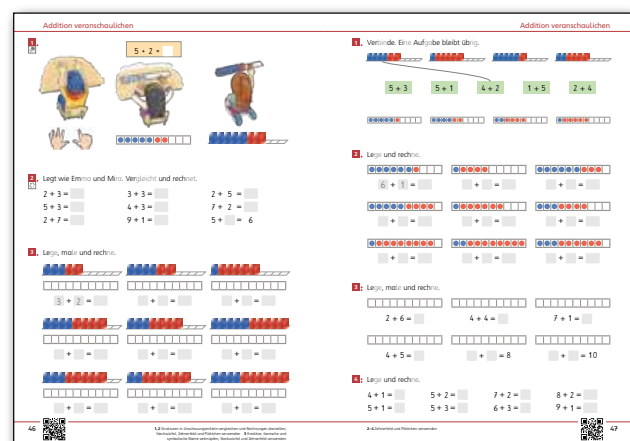 Addition veranschaulichen
1.
5 + 2 =
2. Legt wie Emma und Mira. Vergleicht und rechnet.
2 + 3 =
3 + 3 =
2 + 5 =
5 + 3 =
4 + 3 =
7 + 2 =
2 + 7 =
9 + 1 =
5 + = 6
3. Lege, male und rechne.
3 + 2 =
+ =
+ =
+ =
+ =
+ =
+ =
+ =
+ =
46
Addition veranschaulichen
1. Verbinde. Eine Aufgabe bleibt übrig.
5 + 3
5 + 1
4 + 2
1 + 5
2 + 4
2. Lege und rechne.
6 + 1 =
+ =
+ =
+ =
+ =
+ =
+ =
+ =
+ =
3. Lege, male und rechne.
2 + 6 =
4 + 4 =
7 + 1 =
4 + 5 =
+ = 8
+ = 10
4. Lege und rechne.
4 + 1 =
5 + 2 =
7 + 2 =
8 + 2 =
5 + 1 =
5 + 3 =
6 + 3 =
9 + 1 =
47